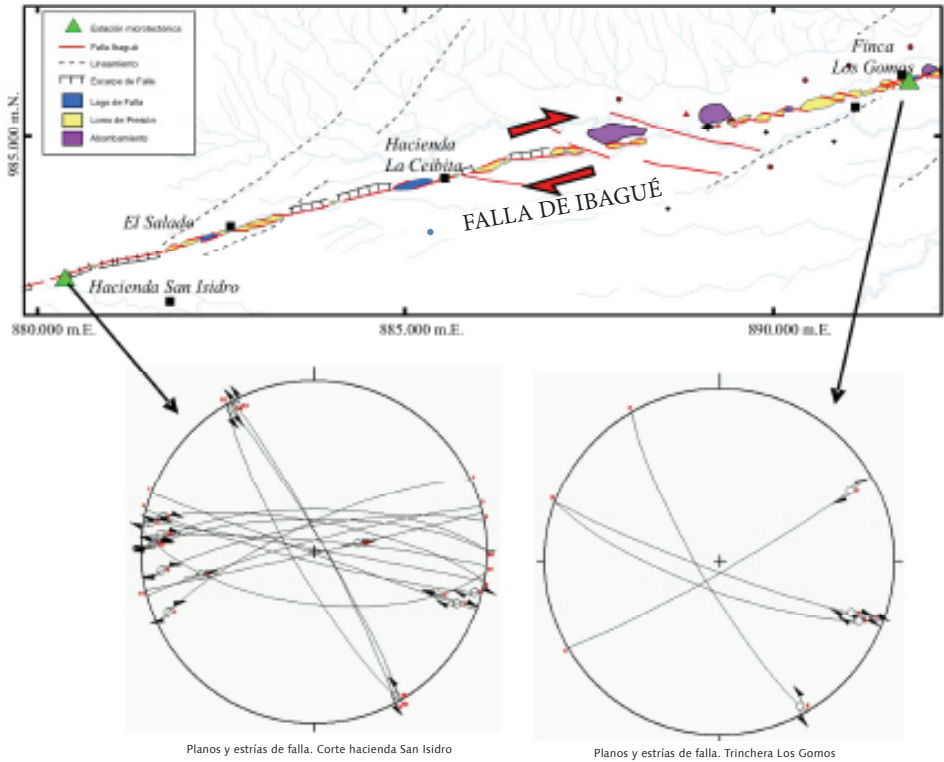 Estación microtectónica
Falla Ibagué
Lineamiento
Escarpe de Falla
Lago de Falla
Loma de Presión
Abombamiento
Finca
Los Gomos
985.000 m.N.
Hacienda
La Ceibita
FALLA DE IBAGUÉ
El Salado
Hacienda San Isidro
880.000 m.E.
885.000 m.E.
890.000 m.E.
Planos y estrías de falla. Corte hacienda San Isidro
Planos y estrías de falla. Trinchera Los Gomos